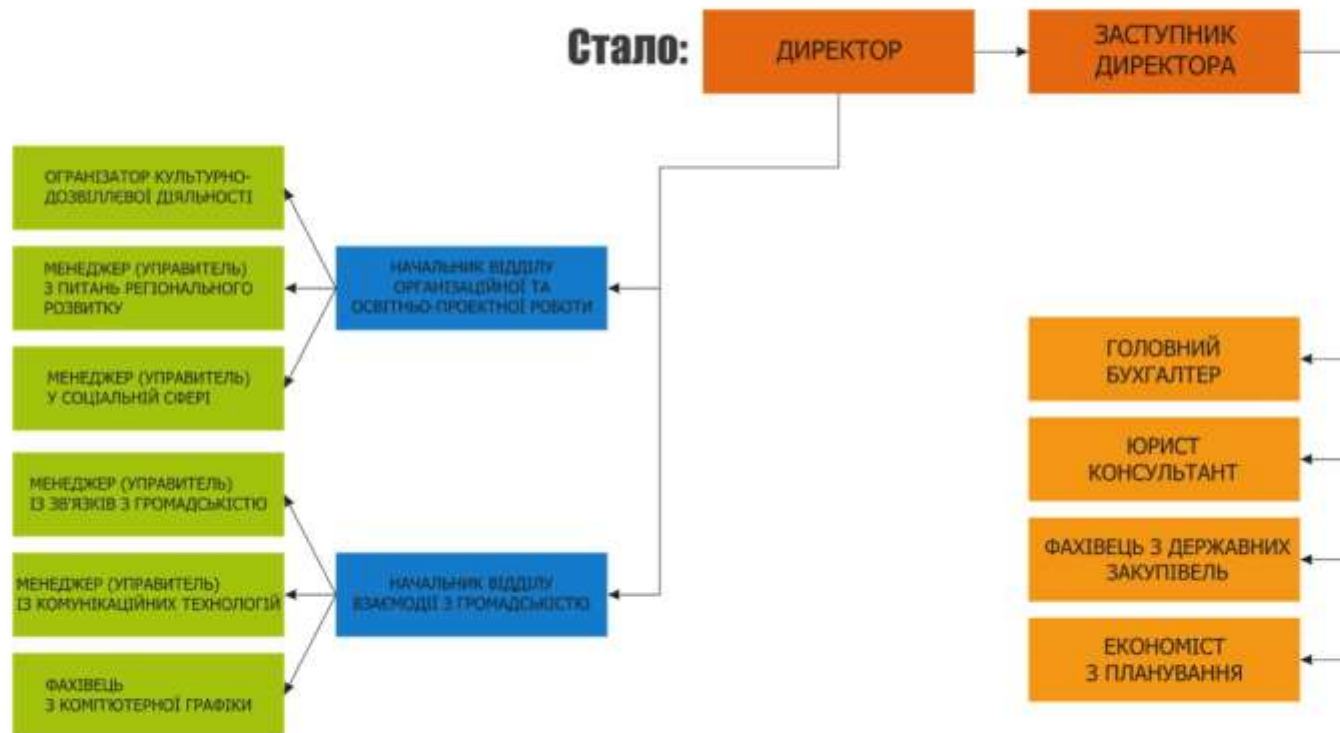 Стало:
ДИРЕКТОР
ЗАСТУПНИК
ДИРЕКТОРА
ОГРАНІЗАТОР КУЛЬТУРНО-
ДОЗВІЛЛЄВОЇ ДІЯЛЬНОСТІ
МЕНЕДЖЕР (УПРАВИТЕЛЬ)
З ПИТАНЬ РЕГІОНАЛЬНОГО
РОЗВИТКУ
МЕНЕДЖЕР (УПРАВИТЕЛЬ)
У СОЦІАЛЬНІЙ СФЕРІ
НАЧАЛЬНИК ВІДДІЛУ
ОРГАНІЗАЦІЙНОЇ ТА
ОСВІТНЬО-ПРОЕКТНОЇ РОБОТИ
МЕНЕДЖЕР (УПРАВИТЕЛЬ)
ІЗ ЗВ'ЯЗКІВ З ГРОМАДСЬКІСТЮ
МЕНЕДЖЕР (УПРАВИТЕЛЬ)
ІЗ КОМУНІКАЦІЙНИХ ТЕХНОЛОГІЙ
ФАХІВЕЦЬ
З КОМП'ЮТЕРНОЇ ГРАФІКИ
НАЧАЛЬНИК ВІДДІЛУ
ВЗАЄМОДІЇ З ГРОМАДСЬКІСТЮ
ГОЛОВНИЙ
БУХГАЛТЕР
ЮРИСТ
КОНСУЛЬТАНТ
ФАХІВЕЦЬ З ДЕРЖАВНИХ
ЗАКУПІВЕЛЬ
ЕКОНОМІСТ
З ПЛАНУВАННЯ